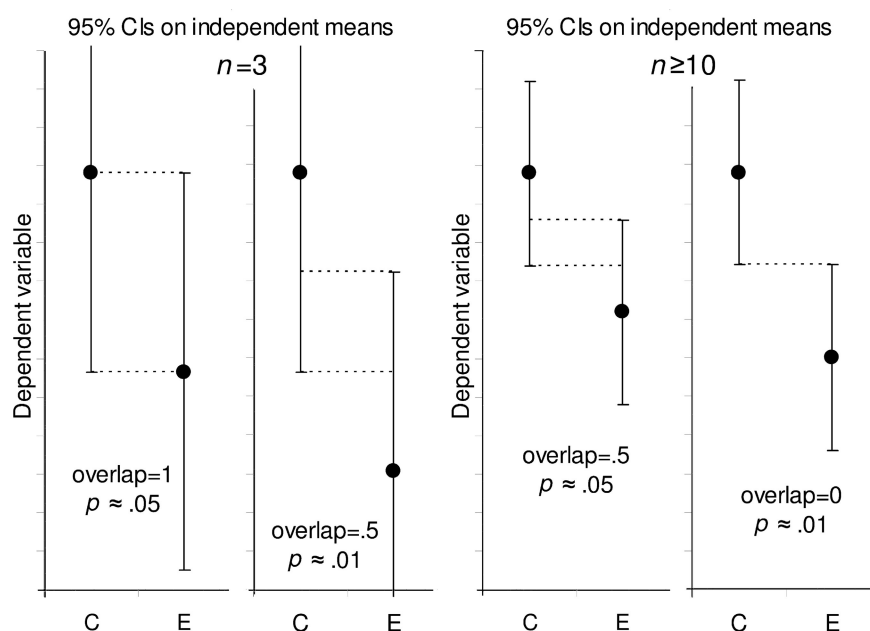 95% CIs on independent means
n=3
Dependent variable
overlap=1
p ≈ .05
overlap=.5
p ≈ .01
C E C E
95% CIs on independent means
n≥10
Dependent variable
overlap=.5
p ≈ .05
overlap=0
p ≈ .01
C E C E